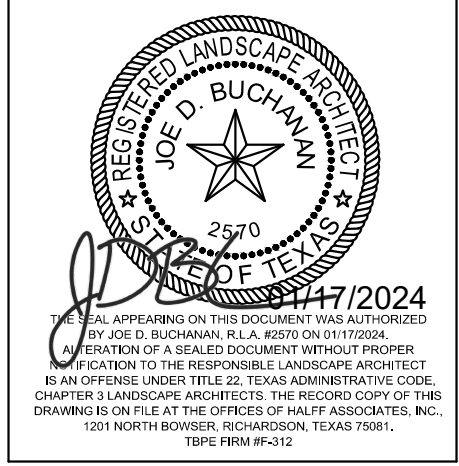 REGISTERED LANDSCAPE ARCHITECT
JOE D. BUCHANAN
2570
STATE OF TEXAS
01/17/2024
THE SEAL APPEARING ON THIS DOCUMENT WAS AUTHORIZED
BY JOE D. BUCHANAN, R.L.A. #2570 ON 01/17/2024.
ALTERATION OF A SEALED DOCUMENT WITHOUT PROPER
NOTIFICATION TO THE RESPONSIBLE LANDSCAPE ARCHITECT
IS AN OFFENSE UNDER TITLE 22, TEXAS ADMINISTRATIVE CODE,
CHAPTER 3 LANDSCAPE ARCHITECTS. THE RECORD COPY OF THIS
DRAWING IS ON FILE AT THE OFFICES OF HALFF ASSOCIATES, INC.,
1201 NORTH BOWSER, RICHARDSON, TEXAS 75081.
TBPE FIRM #F-312